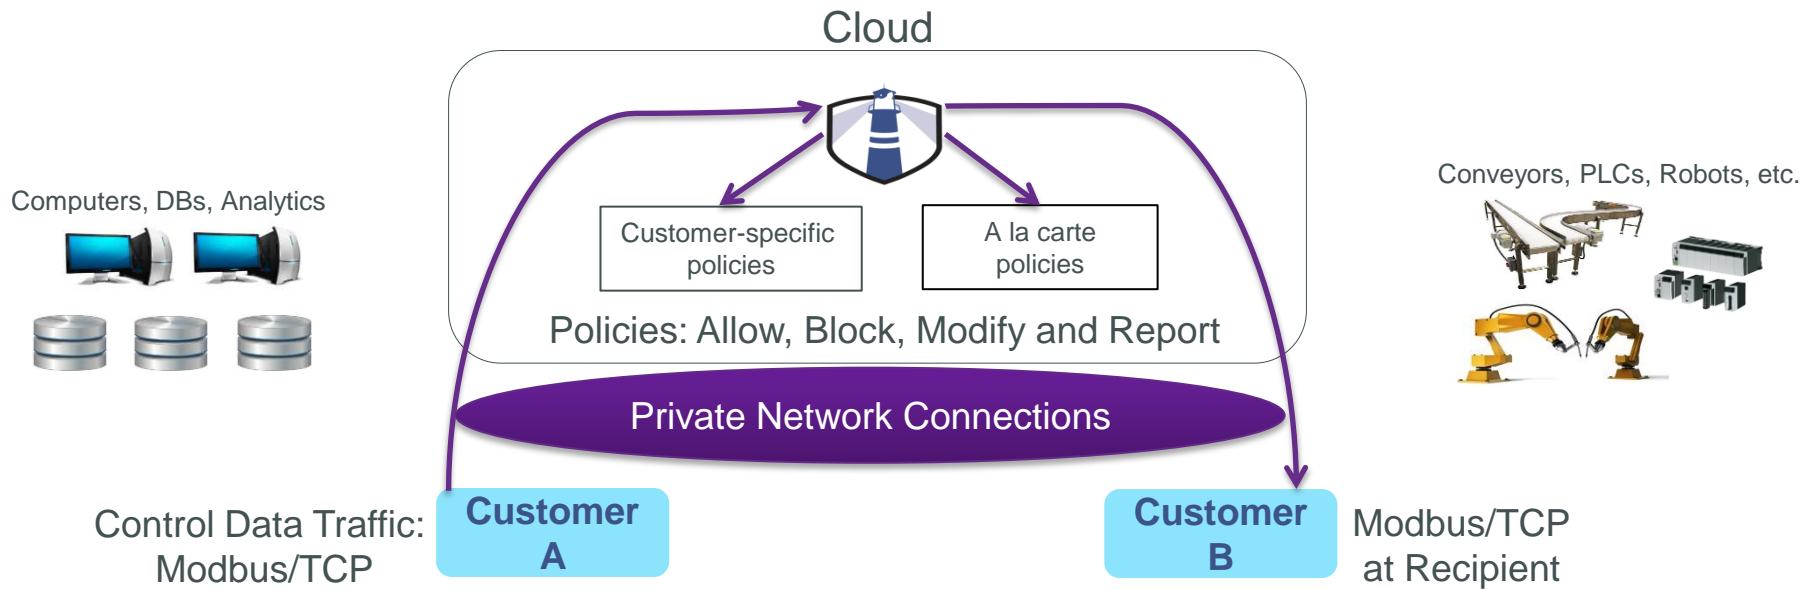 Cloud
Computers, DBs, Analytics
Conveyors, PLCs, Robots, etc.
Customer-specific
policies
A la carte
policies
Policies: Allow, Block, Modify and Report
Private Network Connections
Control Data Traffic:
Modbus/TCP
Customer
A
Customer
B
Modbus/TCP
at Recipient